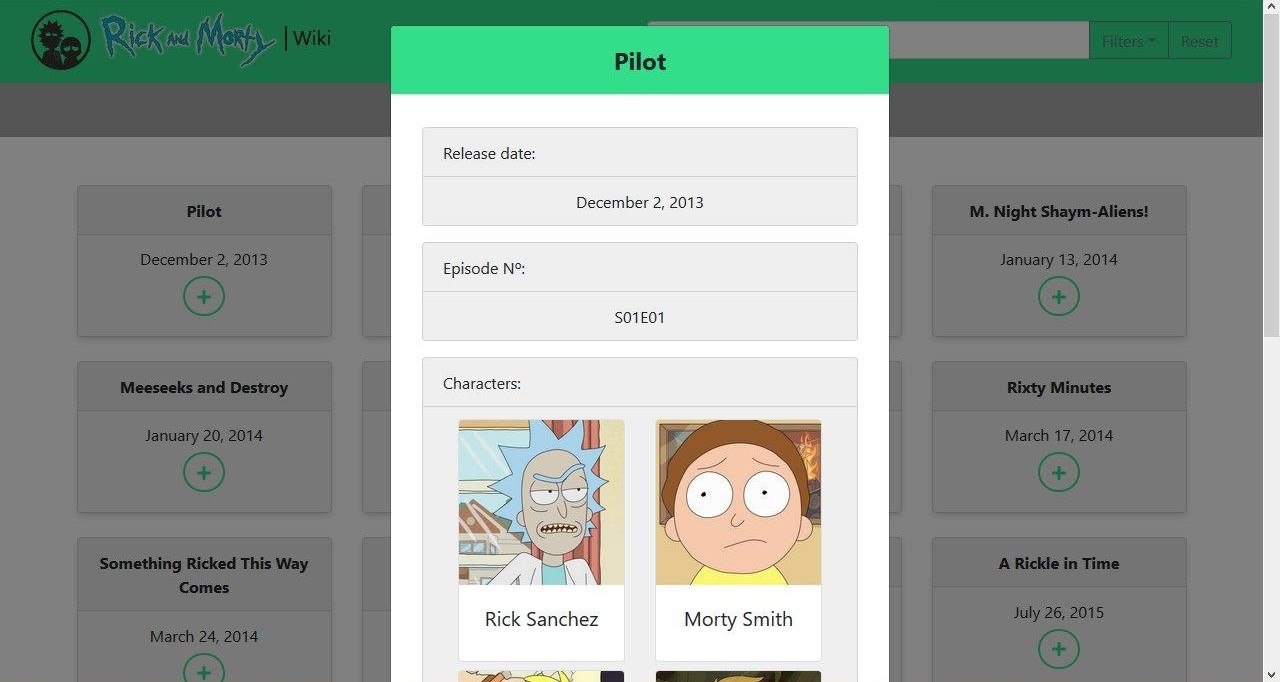 Rick and Morty | Wiki
Filters
Reset
Pilot
Release date:
December 2, 2013
Episode Nº:
S01E01
Characters:
Rick Sanchez
Morty Smith
Pilot
December 2, 2013
+
M. Night Shaym-Aliens!
January 13, 2014
+
Meeseeks and Destroy
January 20, 2014
+
Rixty Minutes
March 17, 2014
+
Something Ricked This Way
Comes
March 24, 2014
+
A Rickle in Time
July 26, 2015
+